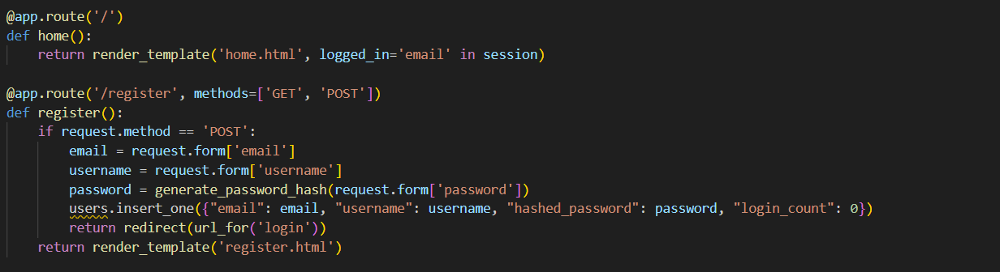 @app.route('/')
def home():
    return render_template('home.html', logged_in='email' in session)

@app.route('/register', methods=['GET', 'POST'])
def register():
    if request.method == 'POST':
        email = request.form['email']
        username = request.form['username']
        password = generate_password_hash(request.form['password'])
        users.insert_one({"email": email, "username": username, "hashed_password": password, "login_count": 0})
        return redirect(url_for('login'))
    return render_template('register.html')